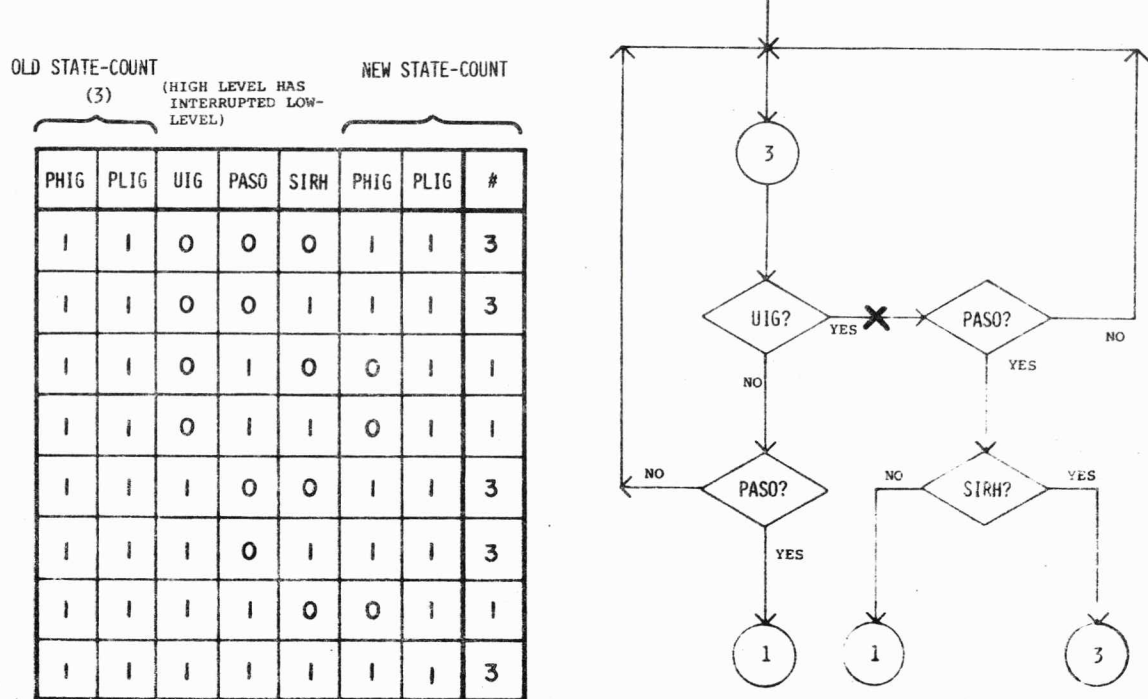 OLD STATE-COUNT
(3)
(HIGH LEVEL HAS
INTERRUPTED LOW-
LEVEL)
NEW STATE-COUNT
PHIG PLIG UIG PASO SIRH PHIG PLIG #
1 1 0 0 0 1 1 3
1 1 0 0 1 1 1 3
1 1 0 1 0 0 1 1
1 1 0 1 1 0 1 1
1 1 1 0 0 1 1 3
1 1 1 0 1 1 1 3
1 1 1 1 0 0 1 1
1 1 1 1 1 1 1 3
3
UIG?
YES
PASO?
NO
NO
YES
NO
PASO?
NO
SIRH?
YES
YES
1
1
3